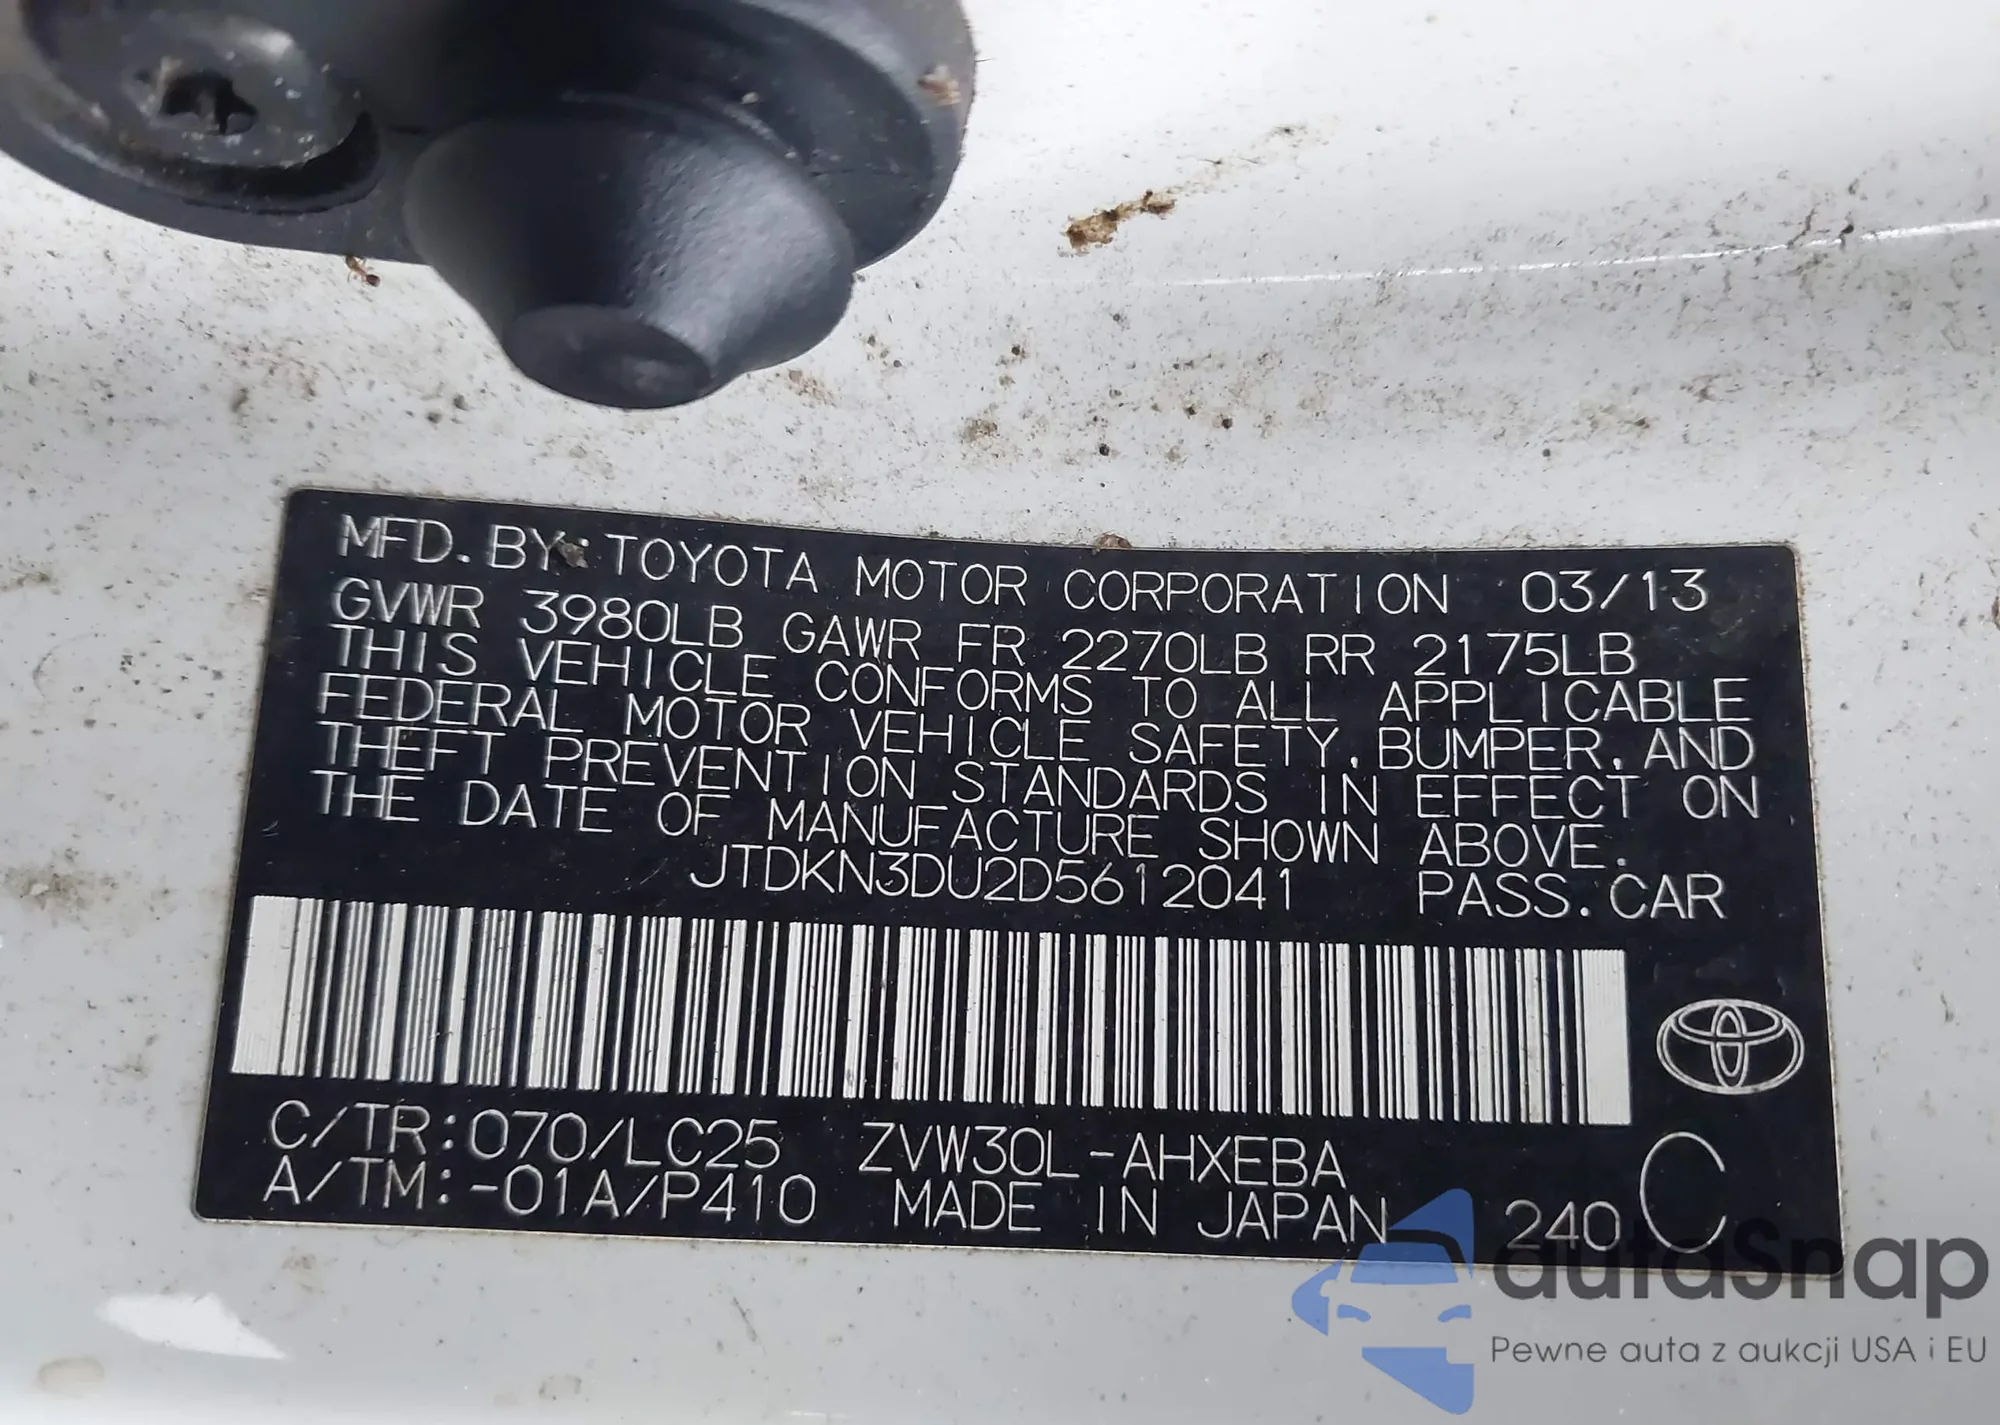 MFD. BY: TOYOTA MOTOR CORPORATION 03/13
GVWR 3980LB GAWR FR 2270LB RR 2175LB
THIS VEHICLE CONFORMS TO ALL APPLICABLE
FEDERAL MOTOR VEHICLE SAFETY, BUMPER, AND
THEFT PREVENTION STANDARDS IN EFFECT ON
THE DATE OF MANUFACTURE SHOWN ABOVE.
JTDKN3DU2D5612041 PASS. CAR
C/TR:070/LC25 ZVW30L-AHXEBA
A/TM:-01A/P410 MADE IN JAPAN 240 C
autaSnap
Pewne auta z aukcji USA i EU